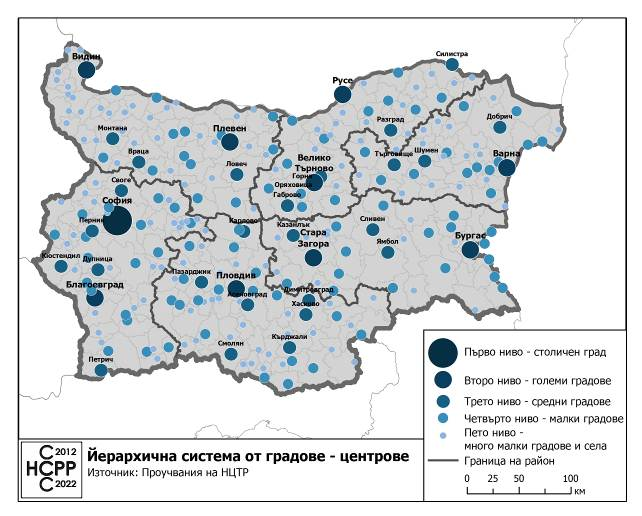 Силистра
Видин
Русе
Добрич
Монтана
Плевен
Разград
Враца
Велико
Търново
Търговище
Шумен
Варна
Ловеч
Горна
Оряховица
Своге
София
Габрово
Перник
Карлово
Казанлък
Сливен
Стара
Загора
Бургас
Ямбол
Кюстендил
Дупница
Пазарджик
Пловдив
Благоевград
Асеновград
Димитровград
Хасково
Смолян
Кърджали
Петрич
Първо ниво - столичен град
Второ ниво - големи градове
Трето ниво - средни градове
Четвърто ниво - малки градове
Пето ниво -
много малки градове и села
Граница на район
0 25 50 100
км
C 2012
HCPP
C 2022
Йерархична система от градове - центрове
Източник: Проучвания на НЦТР